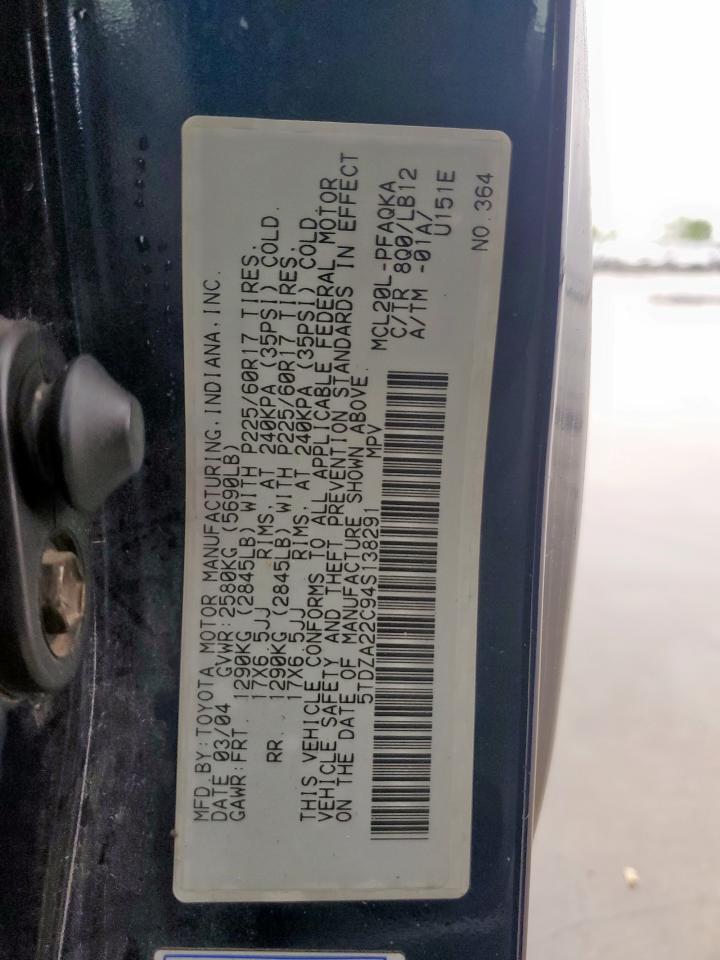 MFD.BY:TOYOTA MOTOR MANUFACTURING,INDIANA,INC.
DATE 03/04 GVWR:2580KG(5690LB)
GAWR:FRT. 1290KG (2845LB) WITH P225/60R17 TIRES,
17X6.5JJ RIMS, AT 240KPA (35PSI) COLD.
RR. 1290KG (2845LB) WITH P225/60R17 TIRES,
17X6.5JJ RIMS, AT 240KPA (35PSI) COLD.
THIS VEHICLE CONFORMS TO ALL APPLICABLE FEDERAL MOTOR
VEHICLE SAFETY AND THEFT PREVENTION STANDARDS IN EFFECT
ON THE DATE OF MANUFACTURE SHOWN ABOVE.
5TDZA22C94S138291 MPV
MCL20L-PFAQKA
C/TR 8Q0/LB12
A/TM -01A/
U151E
NO.364